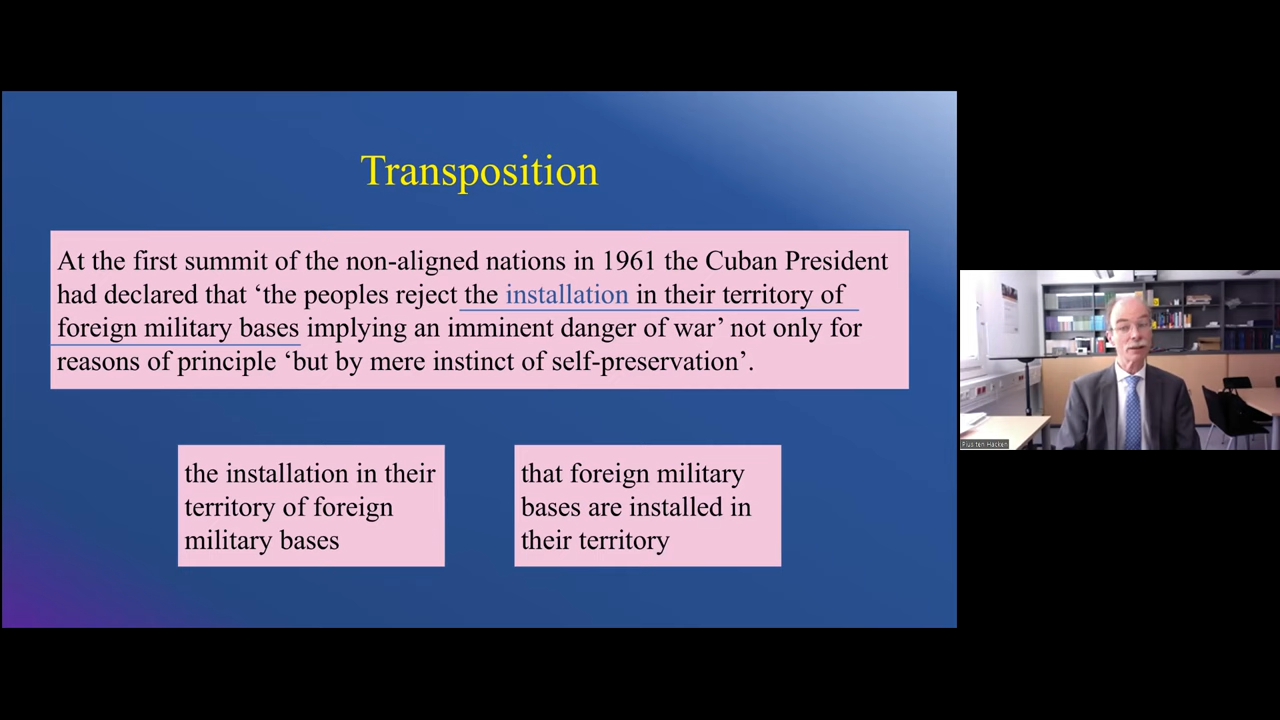 Transposition
At the first summit of the non-aligned nations in 1961 the Cuban President
had declared that ‘the peoples reject the installation in their territory of
foreign military bases implying an imminent danger of war’ not only for
reasons of principle ‘but by mere instinct of self-preservation’.
the installation in their
territory of foreign
military bases
that foreign military
bases are installed in
their territory
Pius ten Hacken